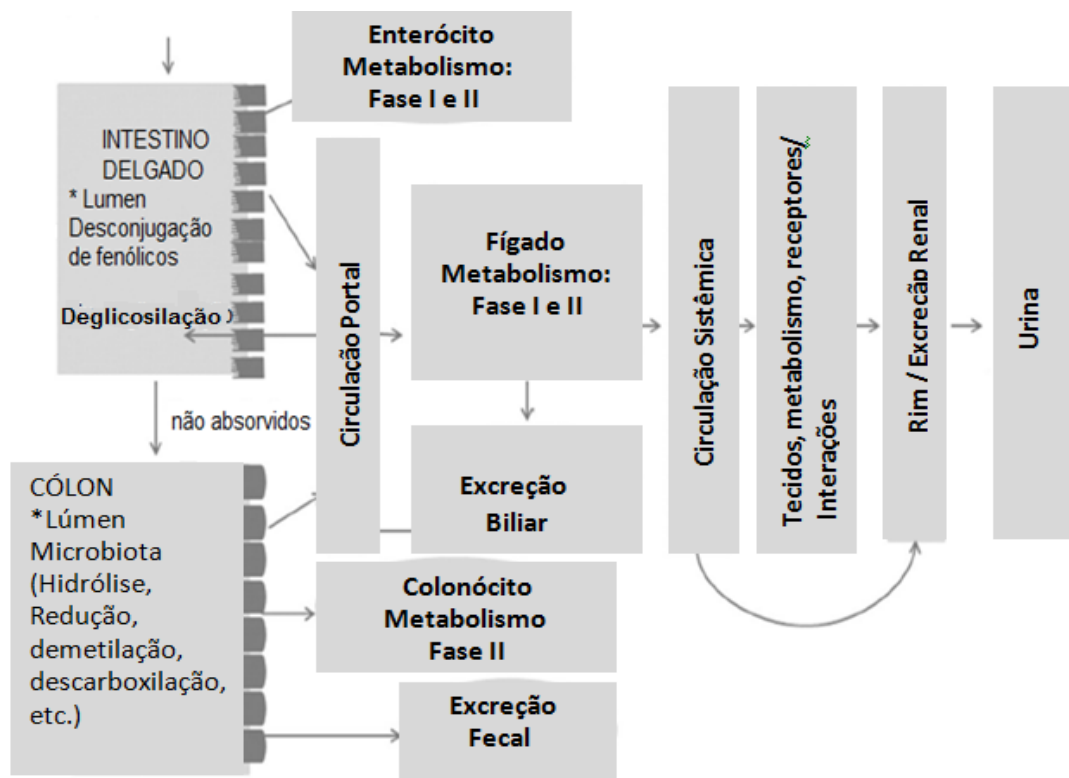 Enterócito
Metabolismo:
Fase I e II
INTESTINO
DELGADO
* Lumen
Desconjugação
de fenólicos
Deglicosilação
não absorvidos
Circulação Portal
Fígado
Metabolismo:
Fase I e II
Excreção
Biliar
Circulação Sistêmica
Tecidos, metabolismo, receptores/
Interações
Rim / Excrecãp Renal
Urina
CÓLON
*Lúmen
Microbiota
(Hidrólise,
Redução,
demetilação,
descarboxilação,
etc.)
Colonócito
Metabolismo
Fase II
Excreção
Fecal